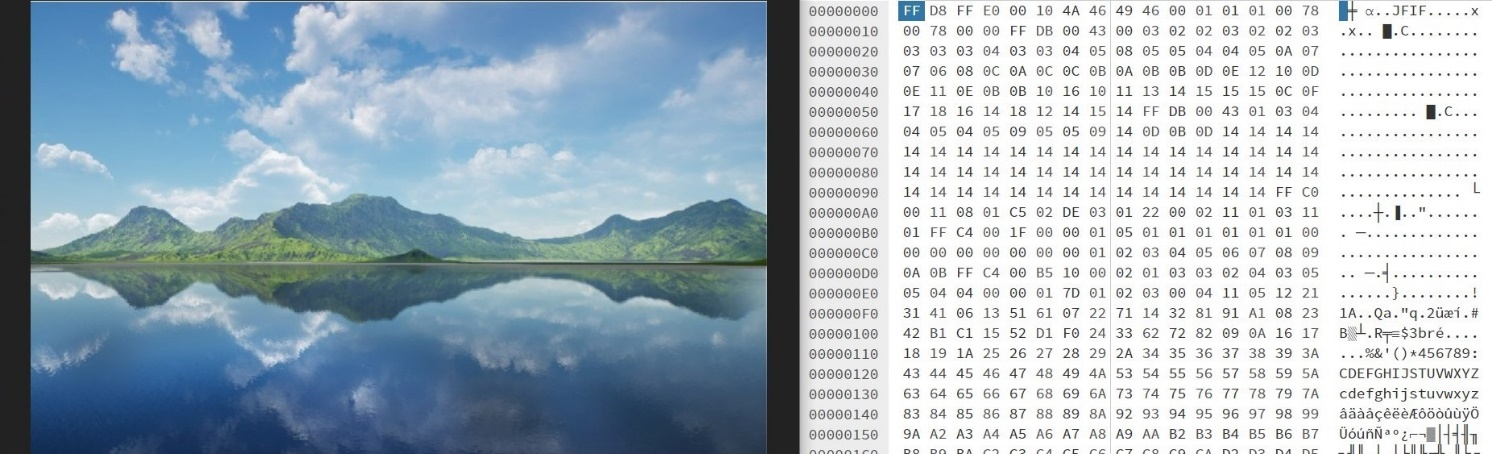 00000000 FF D8 FF E0 00 10 4A 46 49 46 00 01 01 01 00 78 █╪ α..JFIF.....x
00000010 00 78 00 00 FF DB 00 43 00 03 02 02 03 02 02 03 .x.. █.C........
00000020 03 03 03 04 03 03 04 05 08 05 05 04 04 05 0A 07 ................
00000030 07 06 08 0C 0A 0C 0C 0B 0A 0B 0B 0D 0E 12 10 0D ................
00000040 0E 11 0E 0B 0B 10 16 10 11 13 14 15 15 15 0C 0F ................
00000050 17 18 16 14 18 12 14 15 14 FF DB 00 43 01 03 04 ......... █.C...
00000060 04 05 04 05 09 05 05 09 14 0D 0B 0D 14 14 14 14 ................
00000070 14 14 14 14 14 14 14 14 14 14 14 14 14 14 14 14 ................
00000080 14 14 14 14 14 14 14 14 14 14 14 14 14 14 14 14 ................
00000090 14 14 14 14 14 14 14 14 14 14 14 14 14 14 FF C0 .............. └
000000A0 00 11 08 01 C5 02 DE 03 01 22 00 02 11 01 03 11 ....┼.▐.."......
000000B0 01 FF C4 00 1F 00 00 01 05 01 01 01 01 01 01 00 . ─.............
000000C0 00 00 00 00 00 00 00 01 02 03 04 05 06 07 08 09 ................
000000D0 0A 0B FF C4 00 B5 10 00 02 01 03 03 02 04 03 05 .. ─.╡..........
000000E0 05 04 04 00 00 01 7D 01 02 03 00 04 11 05 12 21 ......}........!
000000F0 31 41 06 13 51 61 07 22 71 14 32 81 91 A1 08 23 1A..Qa."q.2üæí.#
00000100 42 B1 C1 15 52 D1 F0 24 33 62 72 82 09 0A 16 17 B▒┴.R╤≡$3bré....
00000110 18 19 1A 25 26 27 28 29 2A 34 35 36 37 38 39 3A ...%&'()*456789:
00000120 43 44 45 46 47 48 49 4A 53 54 55 56 57 58 59 5A CDEFGHIJSTUVWXYZ
00000130 63 64 65 66 67 68 69 6A 73 74 75 76 77 78 79 7A cdefghijstuvwxyz
00000140 83 84 85 86 87 88 89 8A 92 93 94 95 96 97 98 99 âäàåçêëèÆôöòûùÿÖ
00000150 9A A2 A3 A4 A5 A6 A7 A8 A9 AA B2 B3 B4 B5 B6 B7 ÜóúñѪº¿⌐¬▓│┤╡╢╖